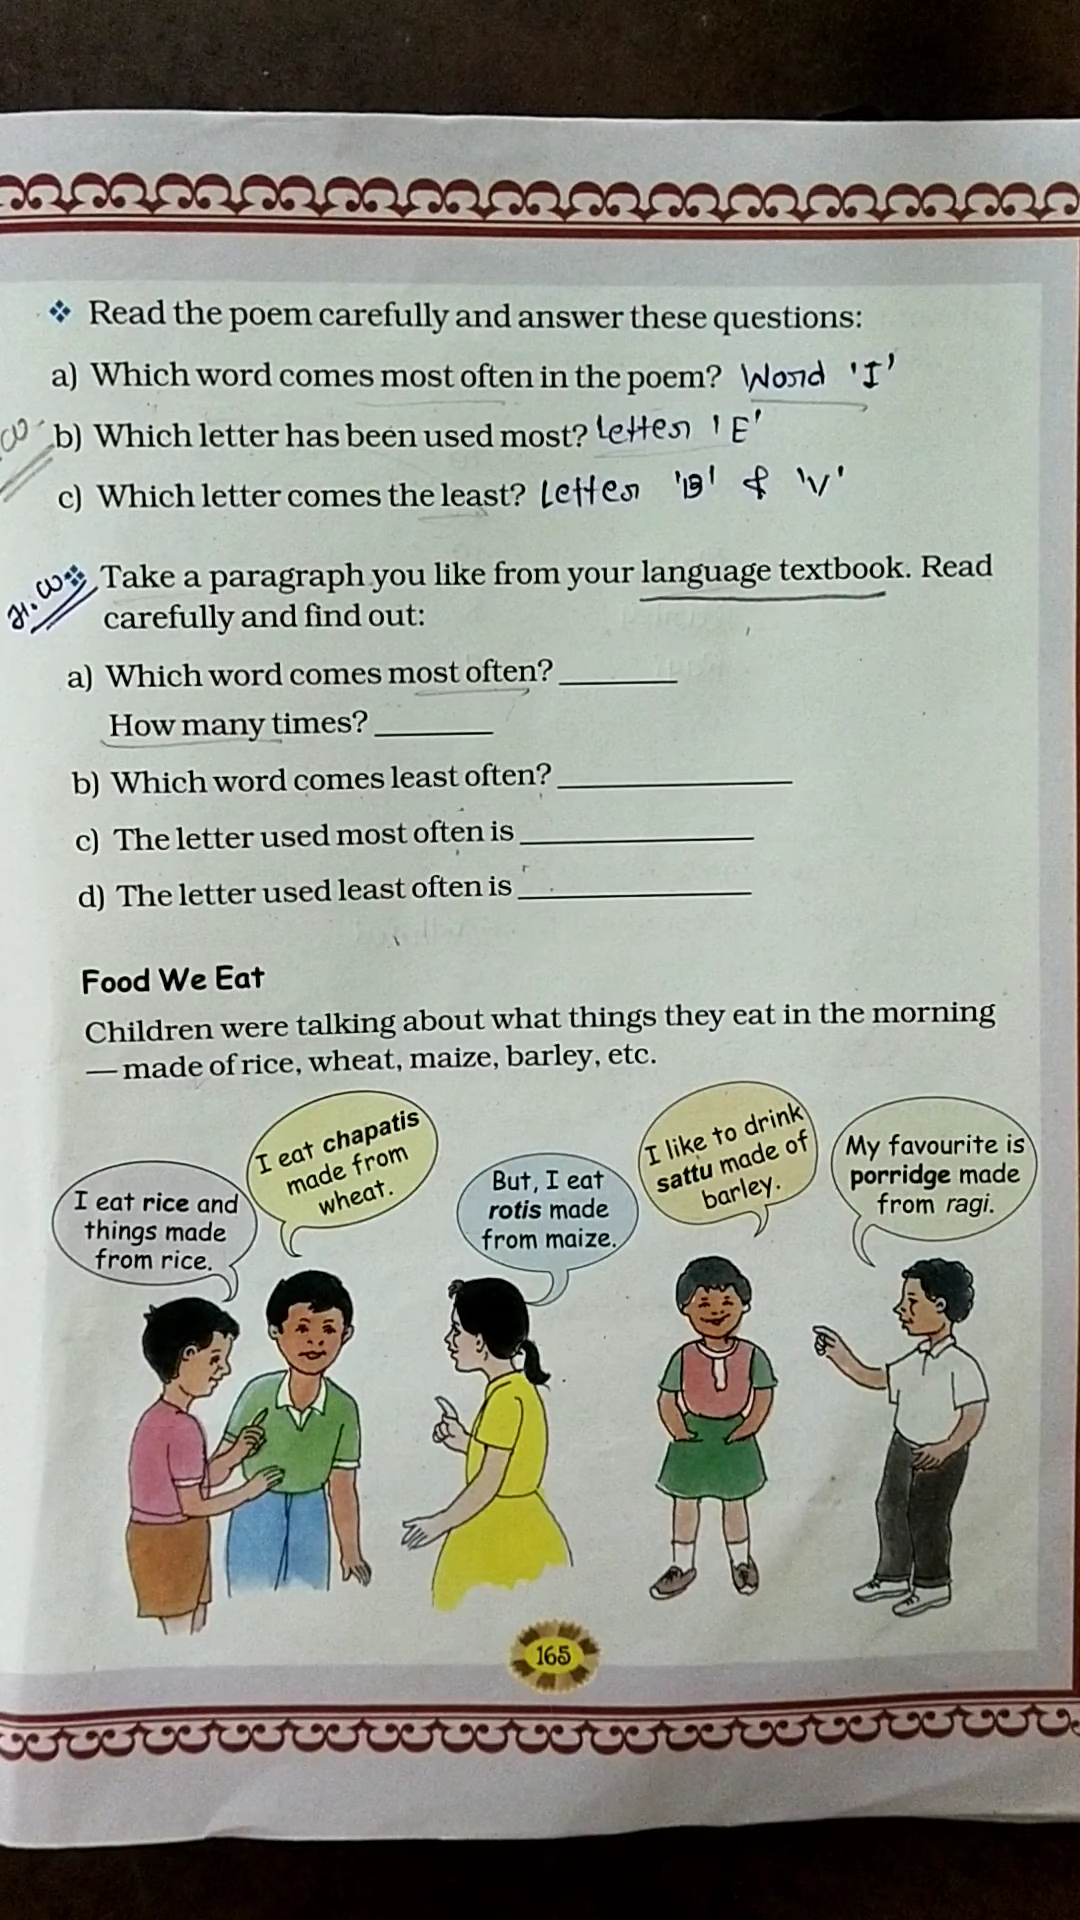 ❖ Read the poem carefully and answer these questions:
a) Which word comes most often in the poem? Word 'I'
b) Which letter has been used most? Letter 'E'
c) Which letter comes the least? Letter 'B' & 'V'
❖ Take a paragraph you like from your language textbook. Read
carefully and find out:
a) Which word comes most often? ________
How many times? ________
b) Which word comes least often? ________________
c) The letter used most often is ________________
d) The letter used least often is ________________
Food We Eat
Children were talking about what things they eat in the morning
— made of rice, wheat, maize, barley, etc.
I eat rice and
things made
from rice.
I eat chapatis
made from
wheat.
But, I eat
rotis made
from maize.
I like to drink
sattu made of
barley.
My favourite is
porridge made
from ragi.
165